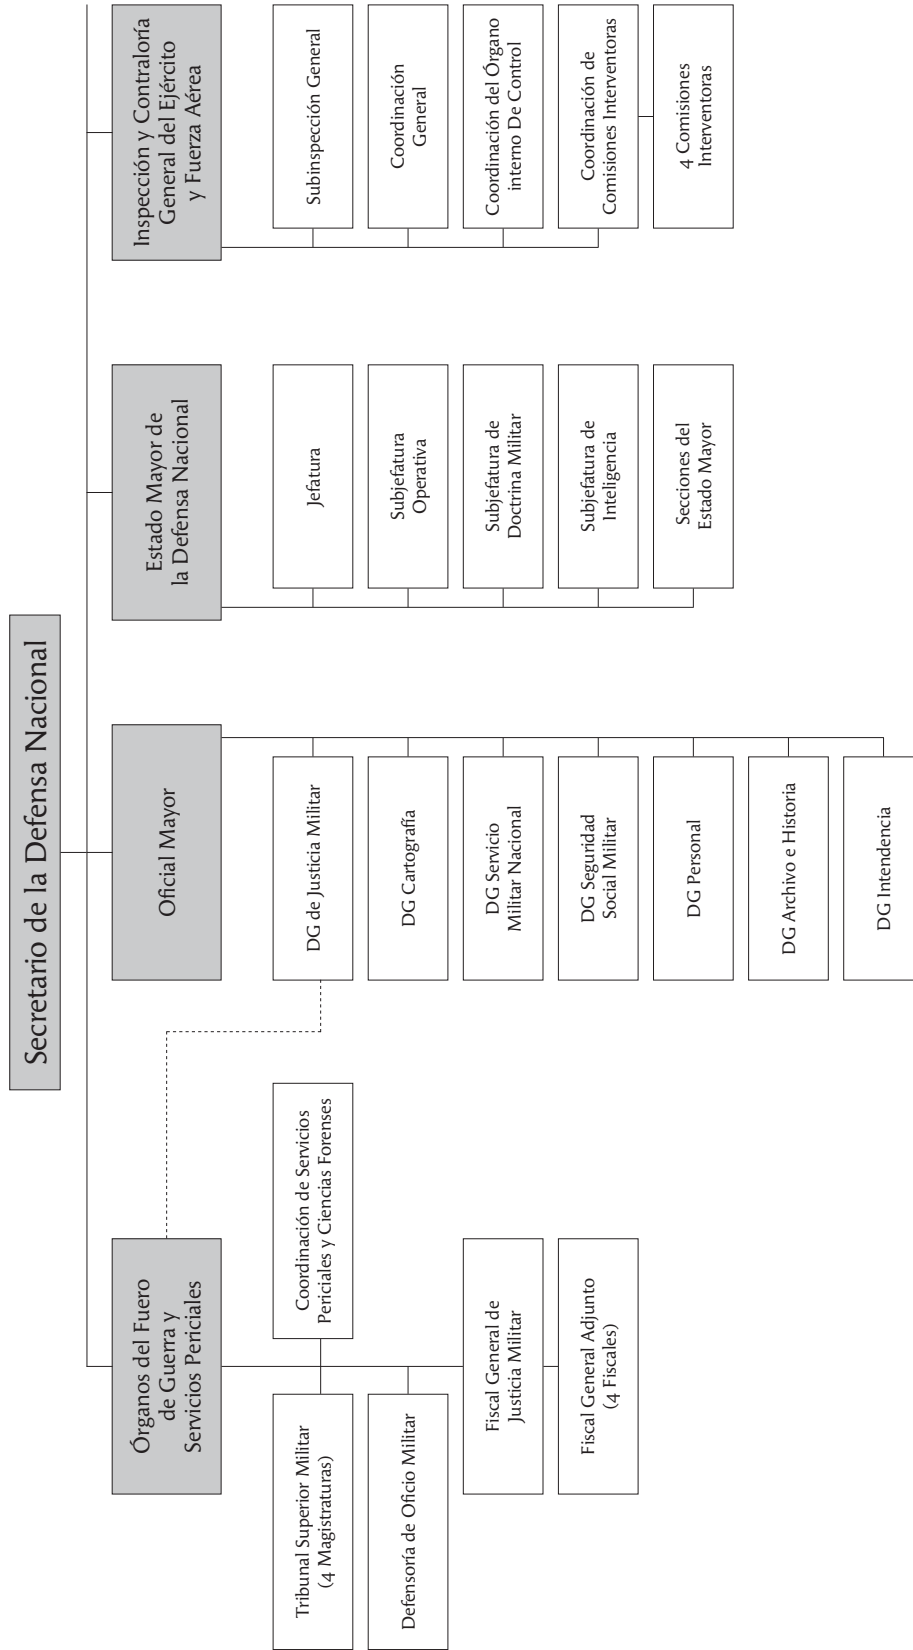 Secretario de la Defensa Nacional
Órganos del Fuero
de Guerra y
Servicios Periciales
Tribunal Superior Militar
(4 Magistraturas)
Coordinación de Servicios
Periciales y Ciencias Forenses
Defensoría de Oficio Militar
Fiscal General de
Justicia Militar
Fiscal General Adjunto
(4 Fiscales)
Oficial Mayor
DG de Justicia Militar
DG Cartografía
DG Servicio
Militar Nacional
DG Seguridad
Social Militar
DG Personal
DG Archivo e Historia
DG Intendencia
Estado Mayor de
la Defensa Nacional
Jefatura
Subjefatura
Operativa
Subjefatura de
Doctrina Militar
Subjefatura de
Inteligencia
Secciones del
Estado Mayor
Inspección y Contraloría
General del Ejército
y Fuerza Aérea
Subinspección General
Coordinación
General
Coordinación del Órgano
interno De Control
Coordinación de
Comisiones Interventoras
4 Comisiones
Interventoras